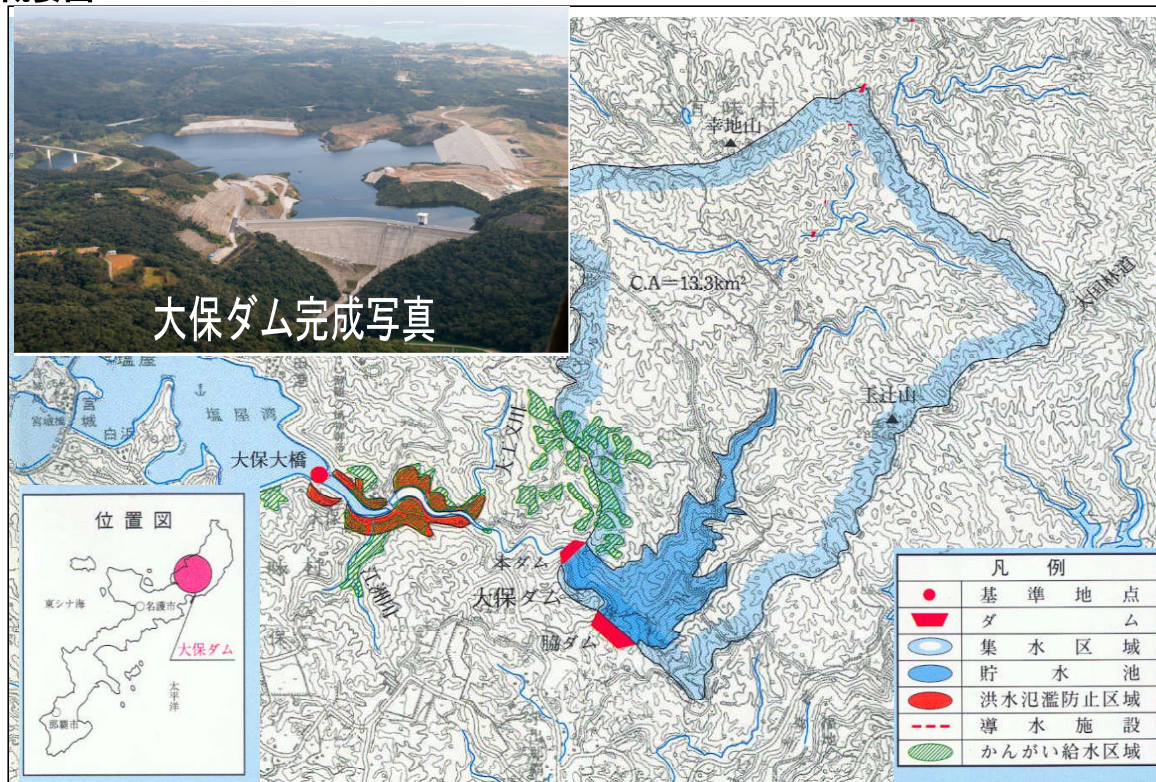 大保ダム完成写真
幸地山
C.A＝13.3km²
大国林道
玉辻山
塩屋
宮城
白浜
塩屋湾
大保大橋
江洲川
本ダム
大保ダム
脇ダム
味村
位置図
東シナ海
名護市
大保ダム
太平洋
那覇市
凡例
基準地点
ダム
集水区域
貯水池
洪水氾濫防止区域
導水施設
かんがい給水区域